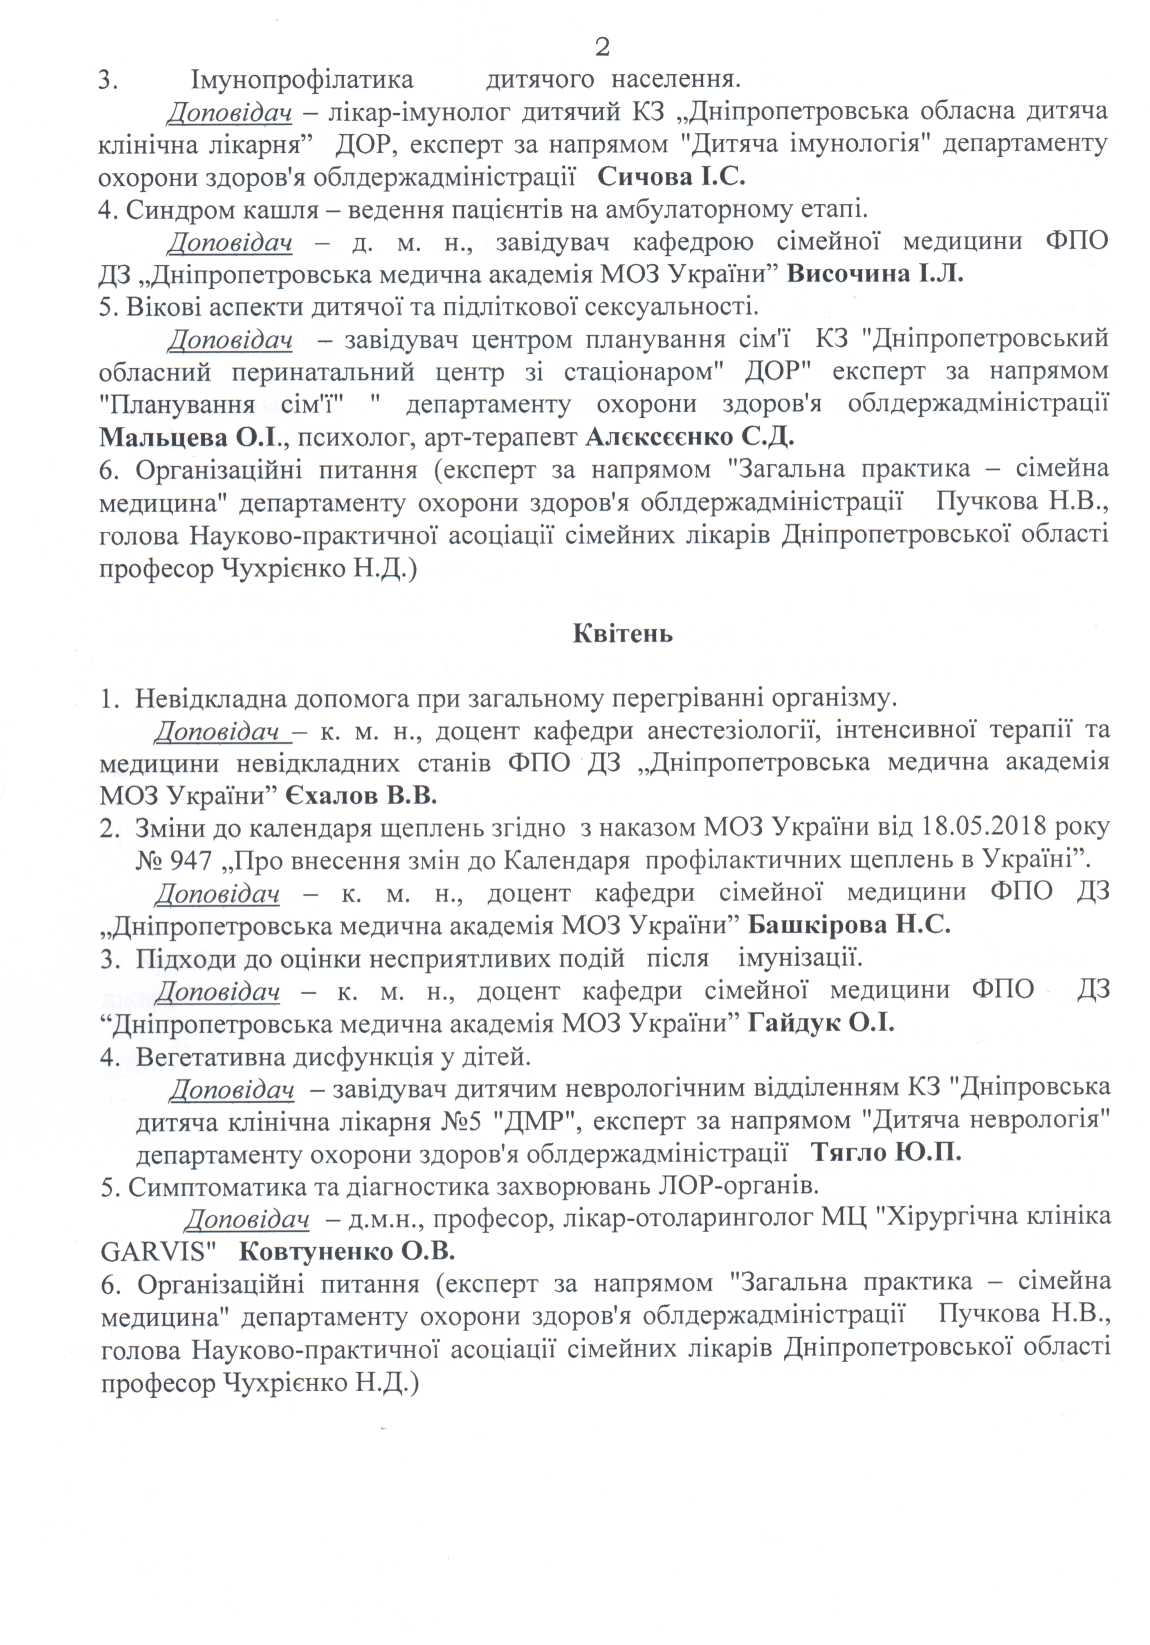 2
3. Імунопрофілатика дитячого населення.
Доповідач – лікар-імунолог дитячий КЗ „Дніпропетровська обласна дитяча
клінічна лікарня” ДОР, експерт за напрямом "Дитяча імунологія" департаменту
охорони здоров'я облдержадміністрації Сичова І.С.
4. Синдром кашля – ведення пацієнтів на амбулаторному етапі.
Доповідач – д. м. н., завідувач кафедрою сімейної медицини ФПО
ДЗ „Дніпропетровська медична академія МОЗ України” Височина І.Л.
5. Вікові аспекти дитячої та підліткової сексуальності.
Доповідач – завідувач центром планування сім'ї КЗ "Дніпропетровський
обласний перинатальний центр зі стаціонаром" ДОР" експерт за напрямом
"Планування сім'ї" " департаменту охорони здоров'я облдержадміністрації
Мальцева О.І., психолог, арт-терапевт Алєксєєнко С.Д.
6. Організаційні питання (експерт за напрямом "Загальна практика – сімейна
медицина" департаменту охорони здоров'я облдержадміністрації Пучкова Н.В.,
голова Науково-практичної асоціації сімейних лікарів Дніпропетровської області
професор Чухрієнко Н.Д.)
Квітень
1. Невідкладна допомога при загальному перегріванні організму.
Доповідач – к. м. н., доцент кафедри анестезіології, інтенсивної терапії та
медицини невідкладних станів ФПО ДЗ „Дніпропетровська медична академія
МОЗ України” Єхалов В.В.
2. Зміни до календаря щеплень згідно з наказом МОЗ України від 18.05.2018 року
№ 947 „Про внесення змін до Календаря профілактичних щеплень в Україні”.
Доповідач – к. м. н., доцент кафедри сімейної медицини ФПО ДЗ
„Дніпропетровська медична академія МОЗ України” Башкірова Н.С.
3. Підходи до оцінки несприятливих подій після імунізації.
Доповідач – к. м. н., доцент кафедри сімейної медицини ФПО ДЗ
“Дніпропетровська медична академія МОЗ України” Гайдук О.І.
4. Вегетативна дисфункція у дітей.
Доповідач – завідувач дитячим неврологічним відділенням КЗ "Дніпровська
дитяча клінічна лікарня №5 "ДМР", експерт за напрямом "Дитяча неврологія"
департаменту охорони здоров'я облдержадміністрації Тягло Ю.П.
5. Симптоматика та діагностика захворювань ЛОР-органів.
Доповідач – д.м.н., професор, лікар-отоларинголог МЦ "Хірургічна клініка
GARVIS" Ковтуненко О.В.
6. Організаційні питання (експерт за напрямом "Загальна практика – сімейна
медицина" департаменту охорони здоров'я облдержадміністрації Пучкова Н.В.,
голова Науково-практичної асоціації сімейних лікарів Дніпропетровської області
професор Чухрієнко Н.Д.)